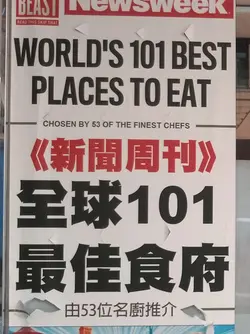 BEAST
Newsweek
WORLD'S 101 BEST
PLACES TO EAT
CHOSEN BY 53 OF THE FINEST CHEFS
《新聞周刊》
全球101
最佳食府
由53位名廚推介